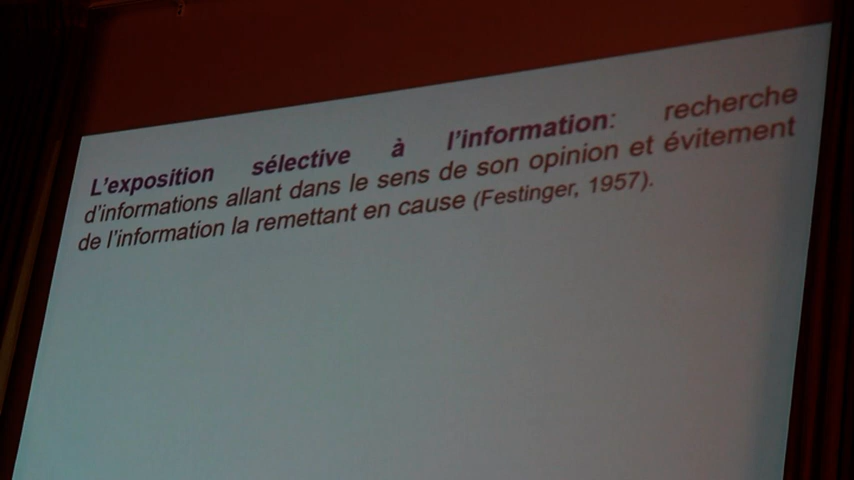 L'exposition sélective à l'information: recherche
d'informations allant dans le sens de son opinion et évitement
de l'information la remettant en cause (Festinger, 1957).